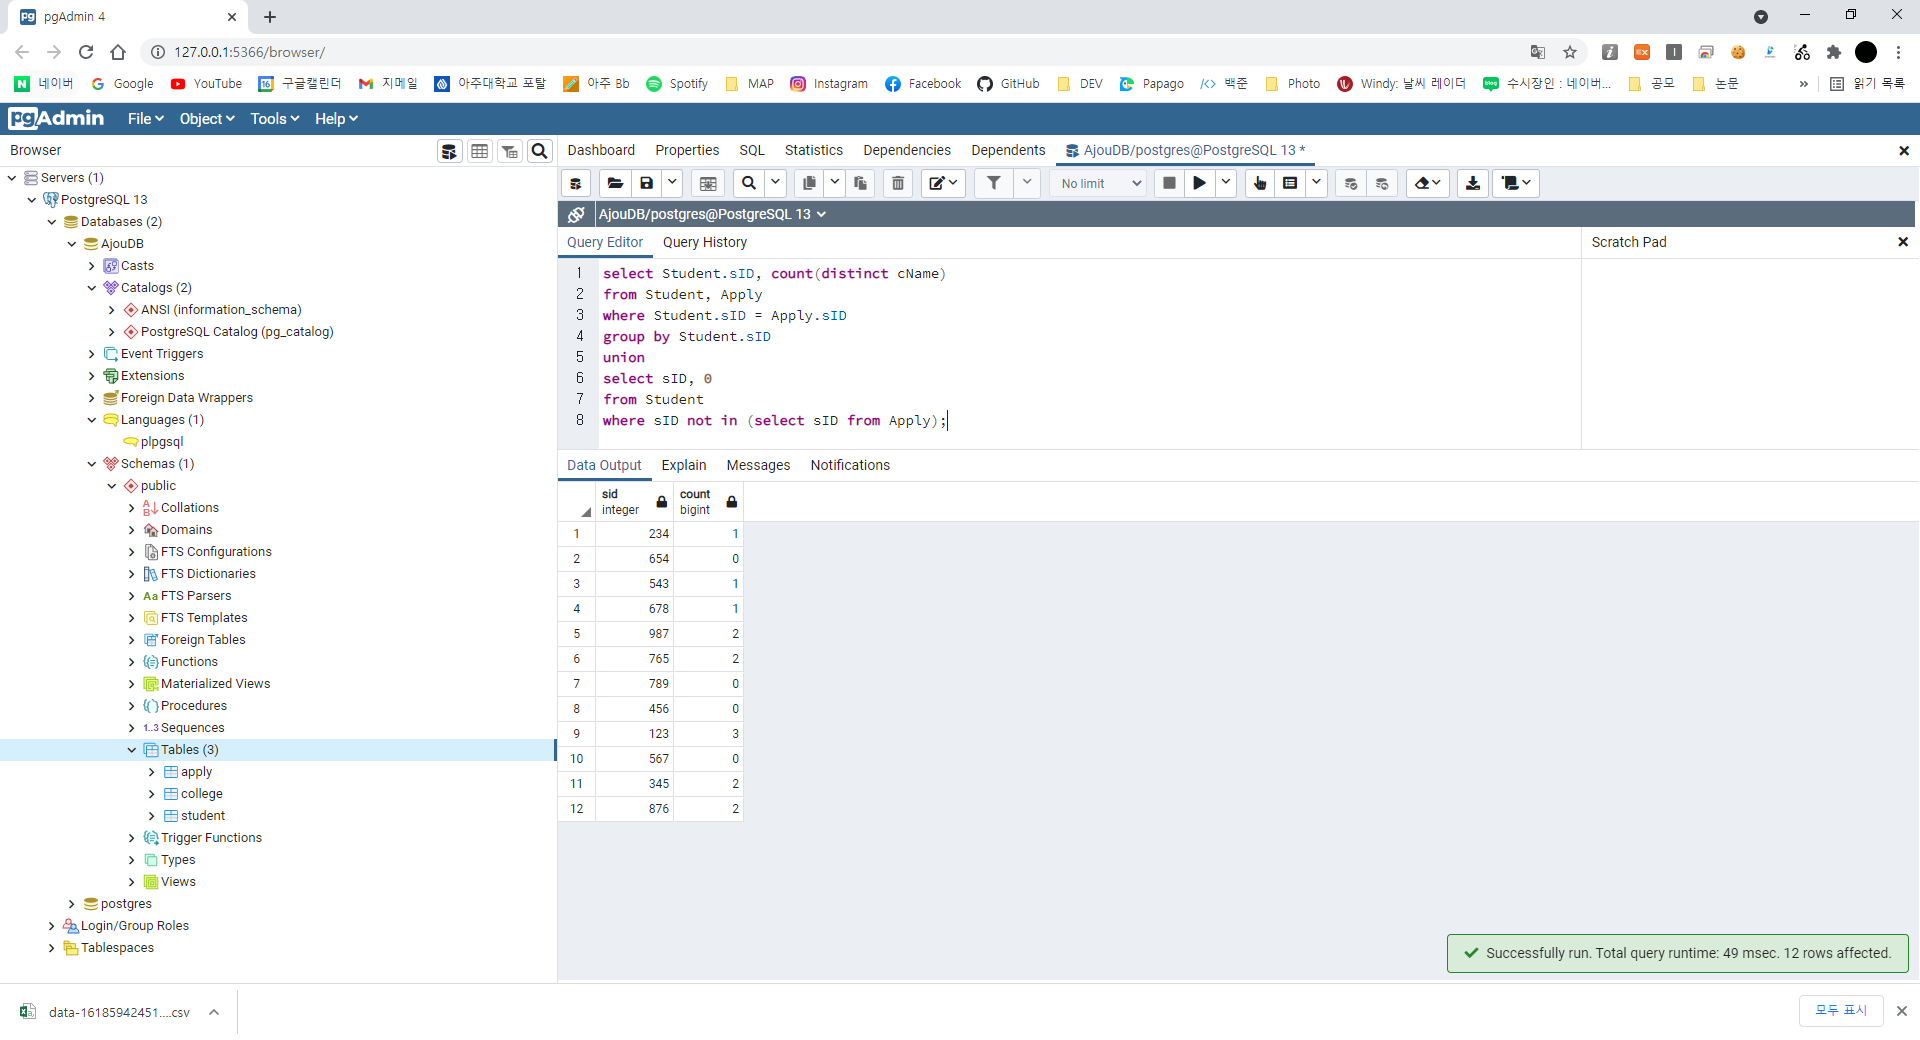 pgAdmin 4
127.0.0.1:5366/browser/
네이버 Google YouTube 구글캘린더 지메일 아주대학교 포탈 아주 Bb Spotify MAP Instagram Facebook GitHub DEV Papago 백준 Photo Windy: 날씨 레이더 수시장인 : 네이버... 공모 논문 » 읽기 목록
pgAdmin File Object Tools Help
Browser
Servers (1)
PostgreSQL 13
Databases (2)
AjouDB
Casts
Catalogs (2)
ANSI (information_schema)
PostgreSQL Catalog (pg_catalog)
Event Triggers
Extensions
Foreign Data Wrappers
Languages (1)
plpgsql
Schemas (1)
public
Collations
Domains
FTS Configurations
FTS Dictionaries
FTS Parsers
FTS Templates
Foreign Tables
Functions
Materialized Views
Procedures
1..3 Sequences
Tables (3)
apply
college
student
Trigger Functions
Types
Views
postgres
Login/Group Roles
Tablespaces
Dashboard Properties SQL Statistics Dependencies Dependents AjouDB/postgres@PostgreSQL 13 *
No limit
AjouDB/postgres@PostgreSQL 13
Query Editor Query History
Scratch Pad
1 select Student.sID, count(distinct cName)
2 from Student, Apply
3 where Student.sID = Apply.sID
4 group by Student.sID
5 union
6 select sID, 0
7 from Student
8 where sID not in (select sID from Apply);
Data Output Explain Messages Notifications
sid count
integer bigint
1 234 1
2 654 0
3 543 1
4 678 1
5 987 2
6 765 2
7 789 0
8 456 0
9 123 3
10 567 0
11 345 2
12 876 2
Successfully run. Total query runtime: 49 msec. 12 rows affected.
data-16185942451....csv
모두 표시